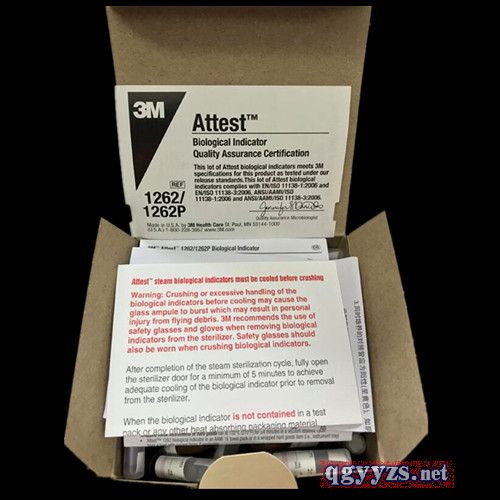 3M
Attest™
Biological Indicator
Quality Assurance Certification
This lot of Attest biological indicators meets 3M
specifications for this product as tested under our
release standards. This lot of Attest biological
indicators complies with EN/ISO 11138-1:2006 and
EN/ISO 11138-3:2006, ANSI/AAMI/ISO
11138-1:2006 and ANSI/AAMI/ISO 11138-3:2006.
Quality Assurance Microbiologist
REF
1262/
1262P
Made in U.S.A. by 3M Health Care St. Paul, MN 55144-1000
(U.S.A.) 1-800-228-3957 www.3M.com
3M Attest™ 1262/1262P Biological Indicator
Attest™ steam biological indicators must be cooled before crushing
Warning: Crushing or excessive handling of the
biological indicators before cooling may cause the
glass ampule to burst which may result in personal
injury from flying debris. 3M recommends the use of
safety glasses and gloves when removing biological
indicators from the sterilizer. Safety glasses should
also be worn when crushing biological indicators.
After completion of the steam sterilization cycle, fully open
the sterilizer door for a minimum of 5 minutes to achieve
adequate cooling of the biological indicator prior to removal
from the sterilizer.
When the biological indicator is not contained in a test
pack or any other heat absorbing packaging material,
qgyyzs.net